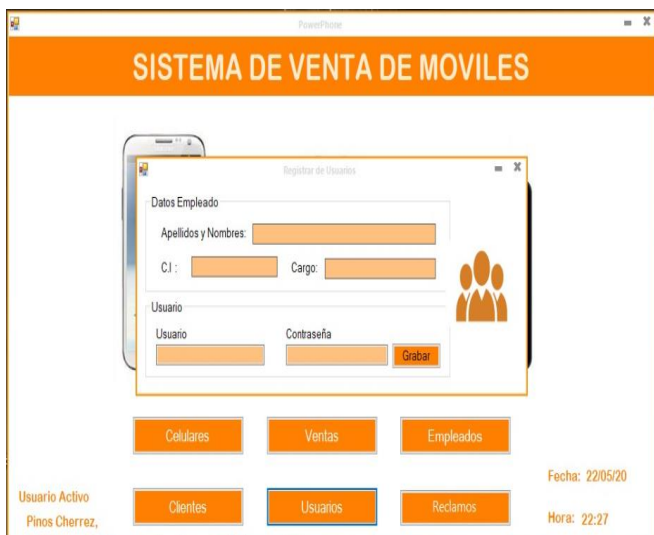 PowerPhone
SISTEMA DE VENTA DE MOVILES
Registrar de Usuarios
Datos Empleado
Apellidos y Nombres:
C.I :
Cargo:
Usuario
Usuario
Contraseña
Grabar
Celulares
Ventas
Empleados
Clientes
Usuarios
Reclamos
Usuario Activo
Pinos Cherrez,
Fecha: 22/05/20
Hora: 22:27